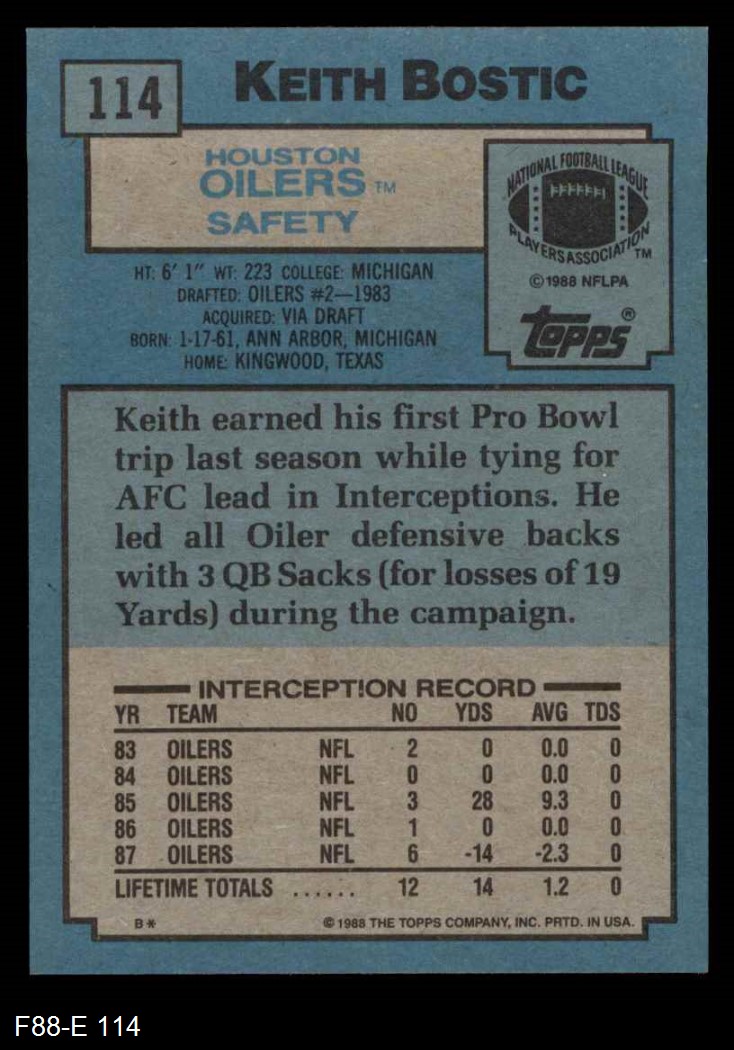 114
KEITH BOSTIC
HOUSTON
OILERS TM
SAFETY
NATIONAL FOOTBALL LEAGUE
PLAYERS ASSOCIATION TM
© 1988 NFLPA
topps ®
HT: 6' 1" WT: 223 COLLEGE: MICHIGAN
DRAFTED: OILERS #2—1983
ACQUIRED: VIA DRAFT
BORN: 1-17-61, ANN ARBOR, MICHIGAN
HOME: KINGWOOD, TEXAS
Keith earned his first Pro Bowl
trip last season while tying for
AFC lead in Interceptions. He
led all Oiler defensive backs
with 3 QB Sacks (for losses of 19
Yards) during the campaign.
INTERCEPTION RECORD
YR TEAM NO YDS AVG TDS
83 OILERS NFL 2 0 0.0 0
84 OILERS NFL 0 0 0.0 0
85 OILERS NFL 3 28 9.3 0
86 OILERS NFL 1 0 0.0 0
87 OILERS NFL 6 -14 -2.3 0
LIFETIME TOTALS ...... 12 14 1.2 0
B* © 1988 THE TOPPS COMPANY, INC. PRTD. IN USA.
F88-E 114